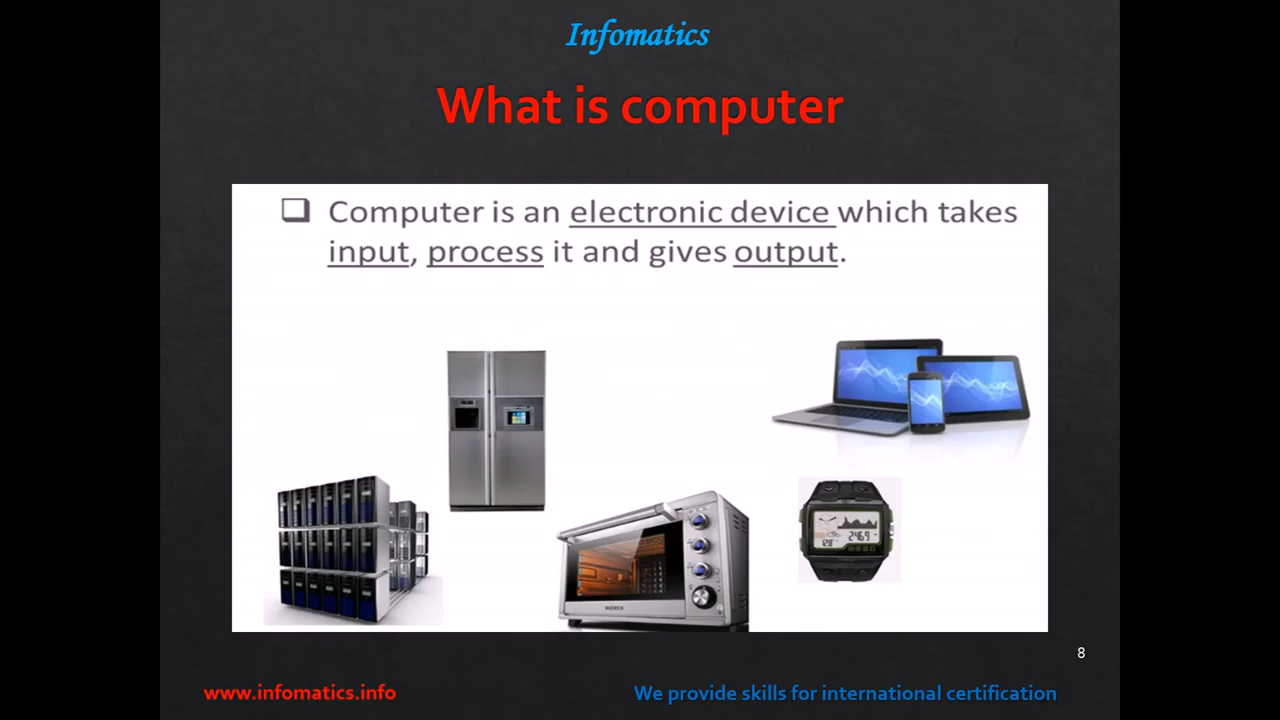 Infomatics
What is computer
❑ Computer is an electronic device which takes
input, process it and gives output.
2469
8
www.infomatics.info
We provide skills for international certification